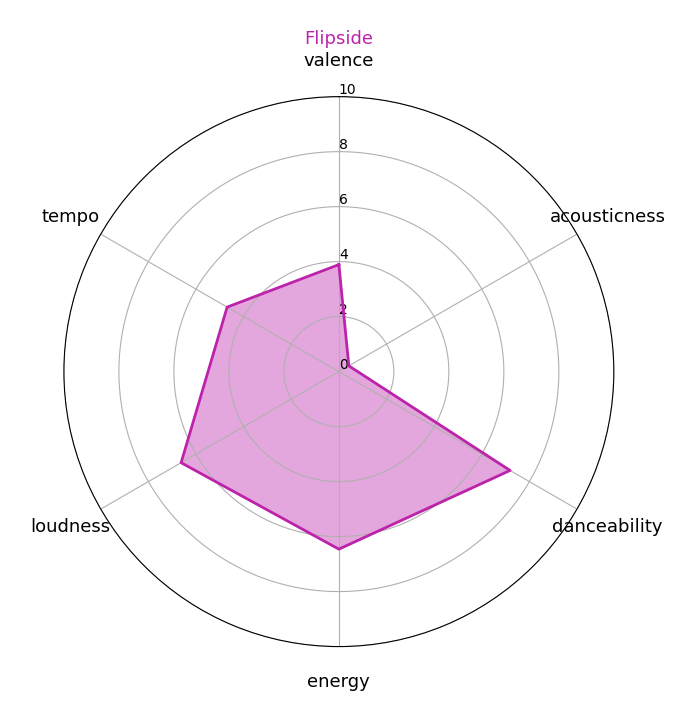 Flipside
valence
10
8
6
tempo
acousticness
4
2
0
loudness
danceability
energy